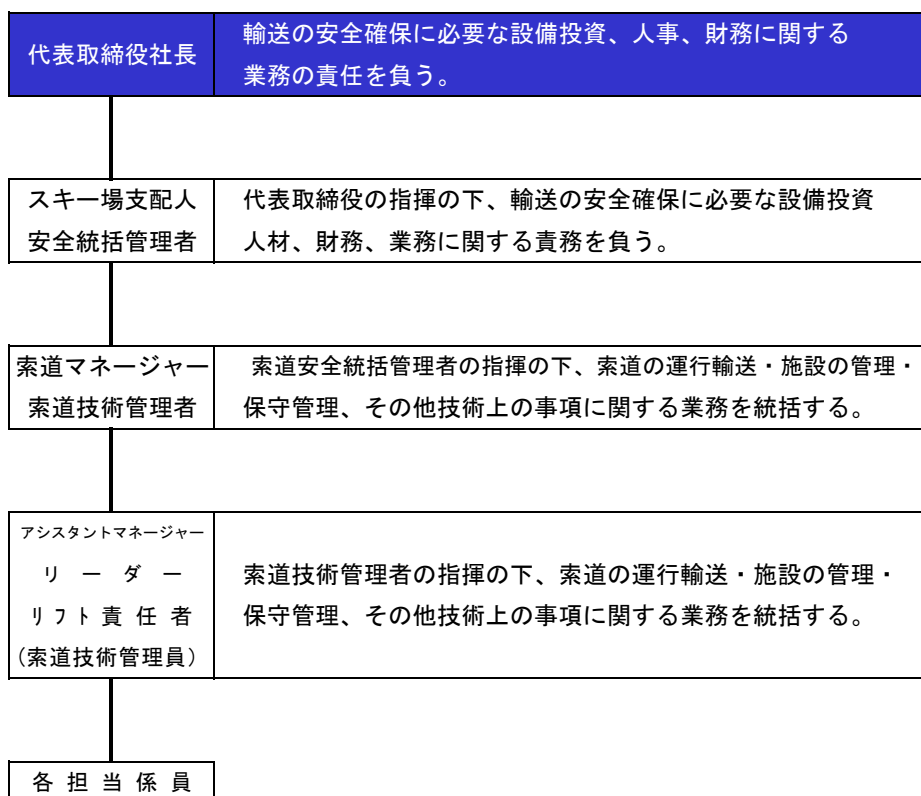 代表取締役社長
輸送の安全確保に必要な設備投資、人事、財務に関する
業務の責任を負う。
スキー場支配人
安全統括管理者
代表取締役の指揮の下、輸送の安全確保に必要な設備投資
人材、財務、業務に関する責務を負う。
索道マネージャー
索道技術管理者
索道安全統括管理者の指揮の下、索道の運行輸送・施設の管理・
保守管理、その他技術上の事項に関する業務を統括する。
アシスタントマネージャー
リ ー ダ ー
リフト責任者
(索道技術管理員)
索道技術管理者の指揮の下、索道の運行輸送・施設の管理・
保守管理、その他技術上の事項に関する業務を統括する。
各担当係員